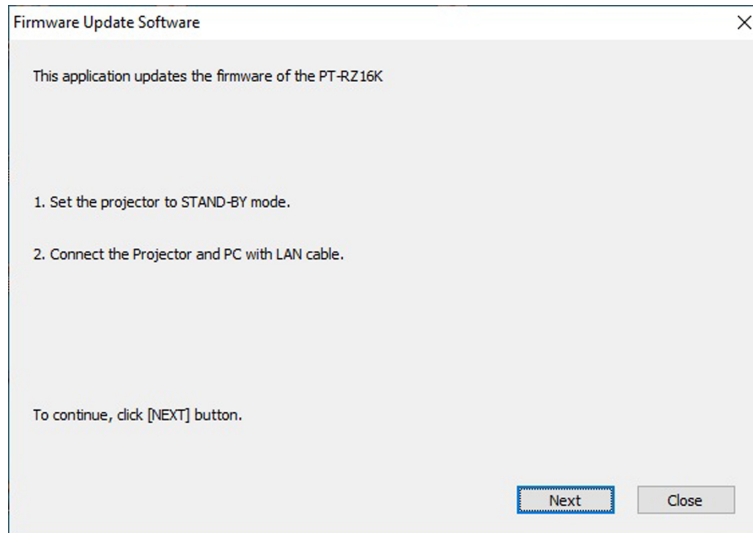 Firmware Update Software
This application updates the firmware of the PT-RZ16K
1. Set the projector to STAND-BY mode.
2. Connect the Projector and PC with LAN cable.
To continue, click [NEXT] button.
Next
Close